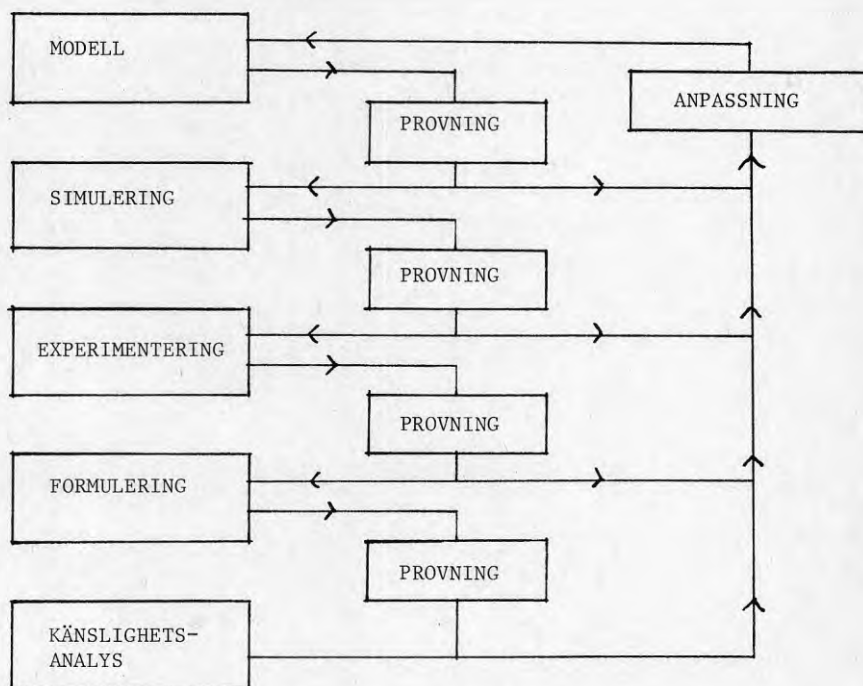 MODELL
ANPASSNING
PROVNING
SIMULERING
PROVNING
EXPERIMENTERING
PROVNING
FORMULERING
PROVNING
KÄNSLIGHETS-
ANALYS